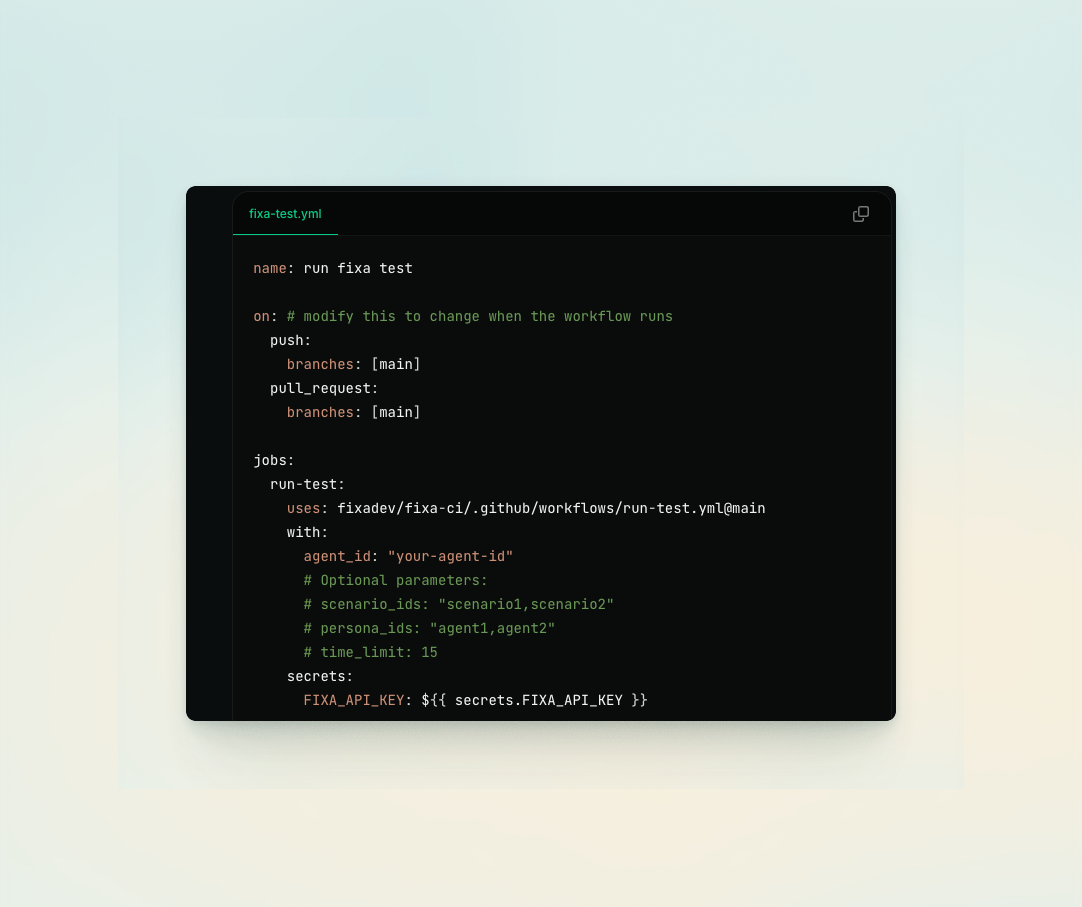 fixa-test.yml
name: run fixa test
on: # modify this to change when the workflow runs
  push:
    branches: [main]
  pull_request:
    branches: [main]
jobs:
  run-test:
    uses: fixadev/fixa-ci/.github/workflows/run-test.yml@main
    with:
      agent_id: "your-agent-id"
      # Optional parameters:
      # scenario_ids: "scenario1,scenario2"
      # persona_ids: "agent1,agent2"
      # time_limit: 15
    secrets:
      FIXA_API_KEY: ${{ secrets.FIXA_API_KEY }}